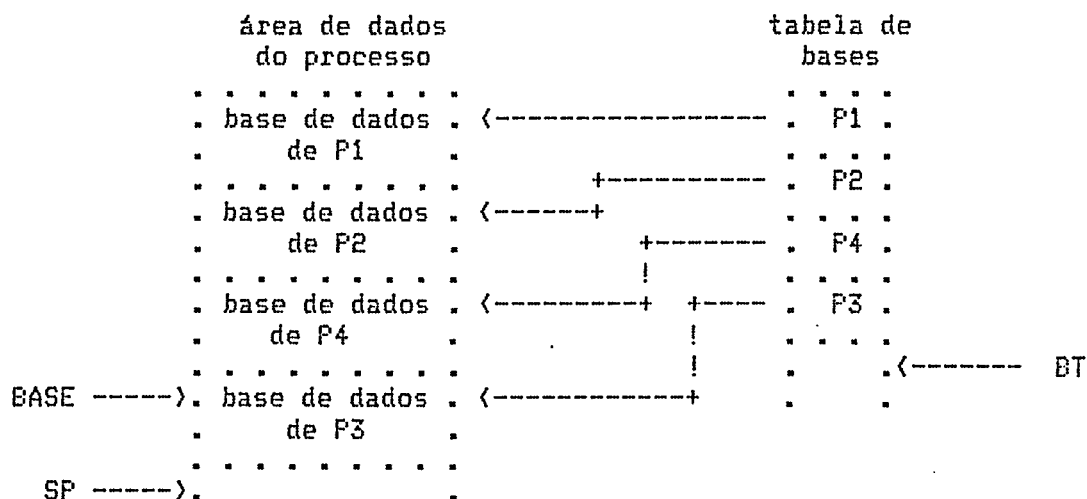 área de dados tabela de
do processo bases
base de dados P1
de P1
P2
base de dados
de P2 P4
base de dados P3
de P4
BT
BASE base de dados
de P3
SP